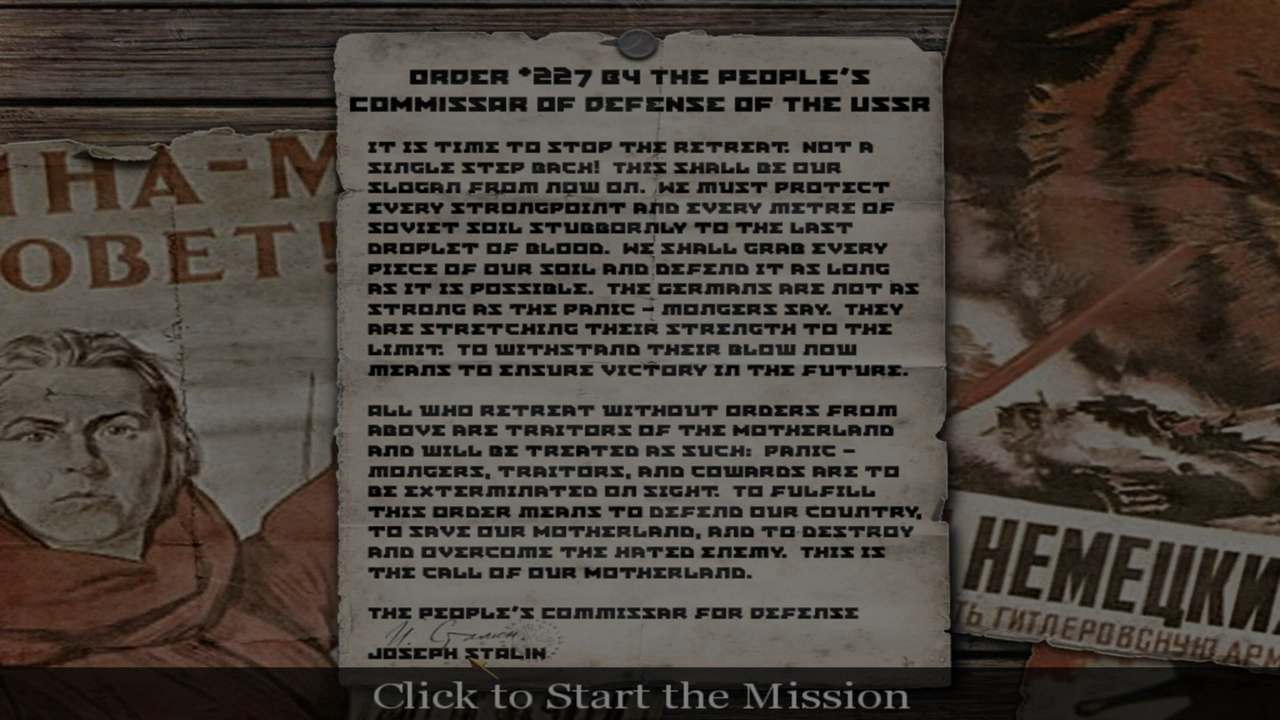 ORDER *227 BY THE PEOPLE'S
COMMISSAR OF DEFENSE OF THE USSR
IT IS TIME TO STOP THE RETREAT. NOT A
SINGLE STEP BACK! THIS SHALL BE OUR
SLOGAN FROM NOW ON. WE MUST PROTECT
EVERY STRONGPOINT AND EVERY METRE OF
SOVIET SOIL STUBBORNLY TO THE LAST
DROPLET OF BLOOD. WE SHALL GRAB EVERY
PIECE OF OUR SOIL AND DEFEND IT AS LONG
AS IT IS POSSIBLE. THE GERMANS ARE NOT AS
STRONG AS THE PANIC - MONGERS SAY. THEY
ARE STRETCHING THEIR STRENGTH TO THE
LIMIT. TO WITHSTAND THEIR BLOW NOW
MEANS TO ENSURE VICTORY IN THE FUTURE.
ALL WHO RETREAT WITHOUT ORDERS FROM
ABOVE ARE TRAITORS OF THE MOTHERLAND
AND WILL BE TREATED AS SUCH: PANIC -
MONGERS, TRAITORS, AND COWARDS ARE TO
BE EXTERMINATED ON SIGHT. TO FULFILL
THIS ORDER MEANS TO DEFEND OUR COUNTRY,
TO SAVE OUR MOTHERLAND, AND TO DESTROY
AND OVERCOME THE HATED ENEMY. THIS IS
THE CALL OF OUR MOTHERLAND.
THE PEOPLE'S COMMISSAR FOR DEFENSE
И. Сталин.
JOSEPH STALIN
Click to Start the Mission
ИНА-М
ОВЕТ!
НЕМЕЦКИ
ТЬ ГИТЛЕРОВСКУЮ АРМ